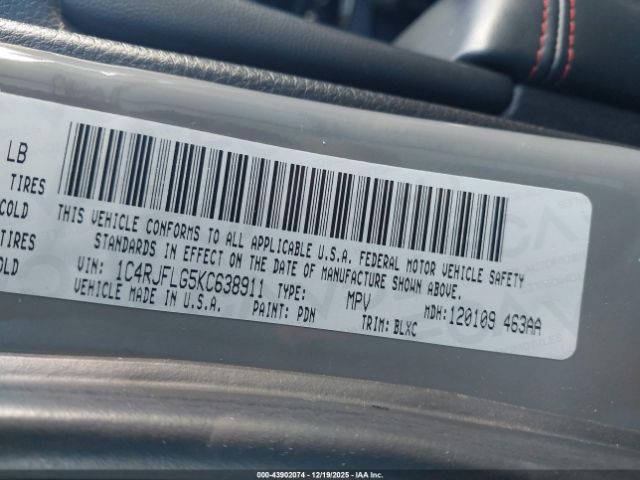 LB
TIRES
COLD
TIRES
OLD
THIS VEHICLE CONFORMS TO ALL APPLICABLE U.S.A. FEDERAL MOTOR VEHICLE SAFETY
STANDARDS IN EFFECT ON THE DATE OF MANUFACTURE SHOWN ABOVE.
VIN: 1C4RJFLG5KC638911 TYPE: MPV MDH:120109 463AA
VEHICLE MADE IN U.S.A. PAINT: PDN TRIM: BLXC
000-43902074 - 12/19/2025 - IAA Inc.